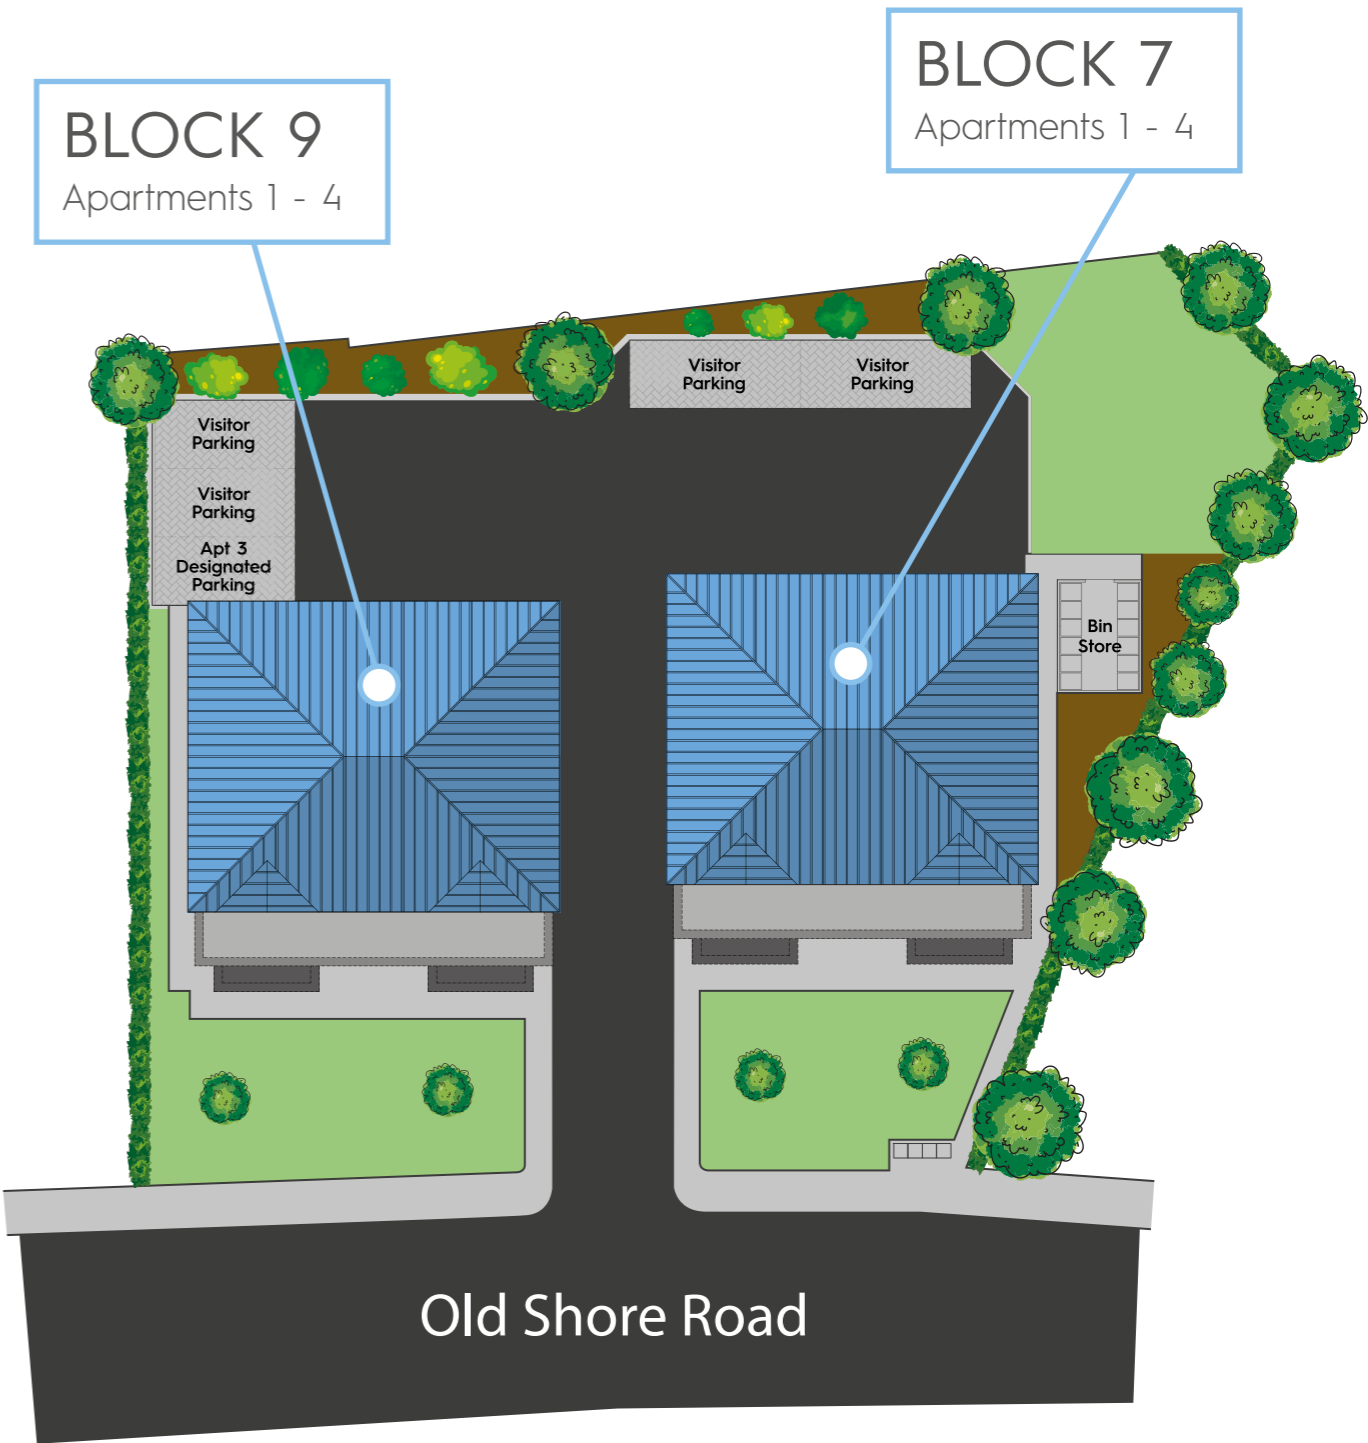 BLOCK 7
Apartments 1 - 4
BLOCK 9
Apartments 1 - 4
Visitor
Parking
Visitor
Parking
Visitor
Parking
Visitor
Parking
Apt 3
Designated
Parking
Bin
Store
Old Shore Road